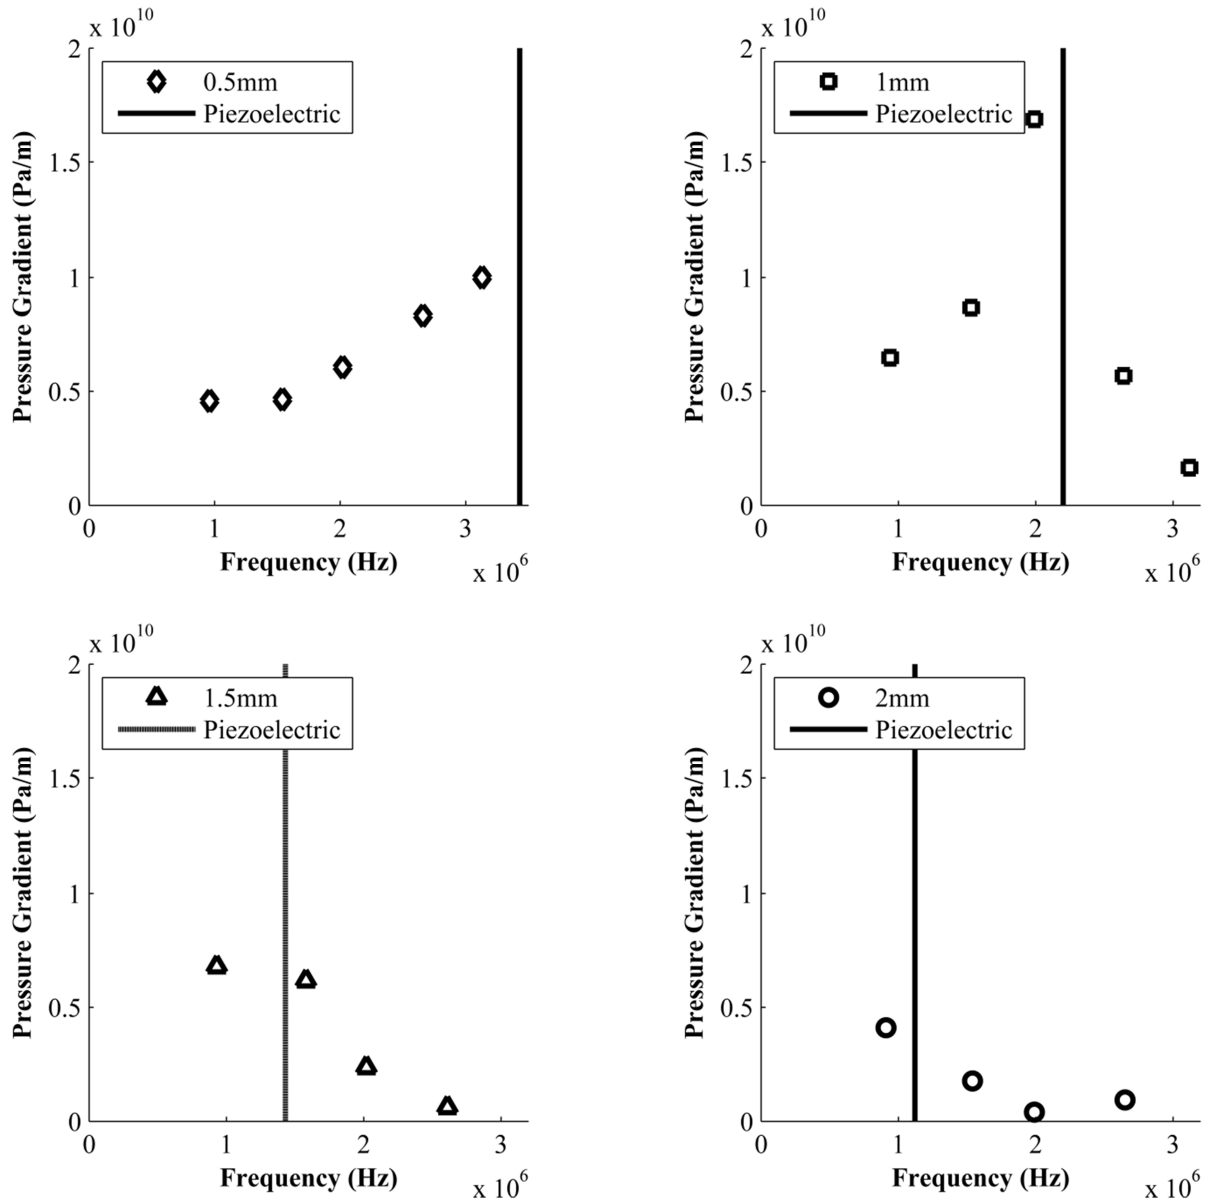 x 10^10
2
1.5
1
0.5
0
Pressure Gradient (Pa/m)
0.5mm
Piezoelectric
0 1 2 3
Frequency (Hz)
x 10^6
x 10^10
2
1.5
1
0.5
0
Pressure Gradient (Pa/m)
1mm
Piezoelectric
0 1 2 3
Frequency (Hz)
x 10^6
x 10^10
2
1.5
1
0.5
0
Pressure Gradient (Pa/m)
1.5mm
Piezoelectric
0 1 2 3
Frequency (Hz)
x 10^6
x 10^10
2
1.5
1
0.5
0
Pressure Gradient (Pa/m)
2mm
Piezoelectric
0 1 2 3
Frequency (Hz)
x 10^6